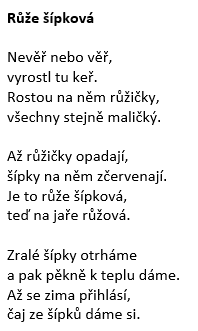 Růže šípková

Nevěř nebo věř,
vyrostl tu keř.
Rostou na něm růžičky,
všechny stejně maličký.

Až růžičky opadají,
šípky na něm zčervenají.
Je to růže šípková,
teď na jaře růžová.

Zralé šípky otrháme
a pak pěkně k teplu dáme.
Až se zima přihlásí,
čaj ze šípků dáme si.